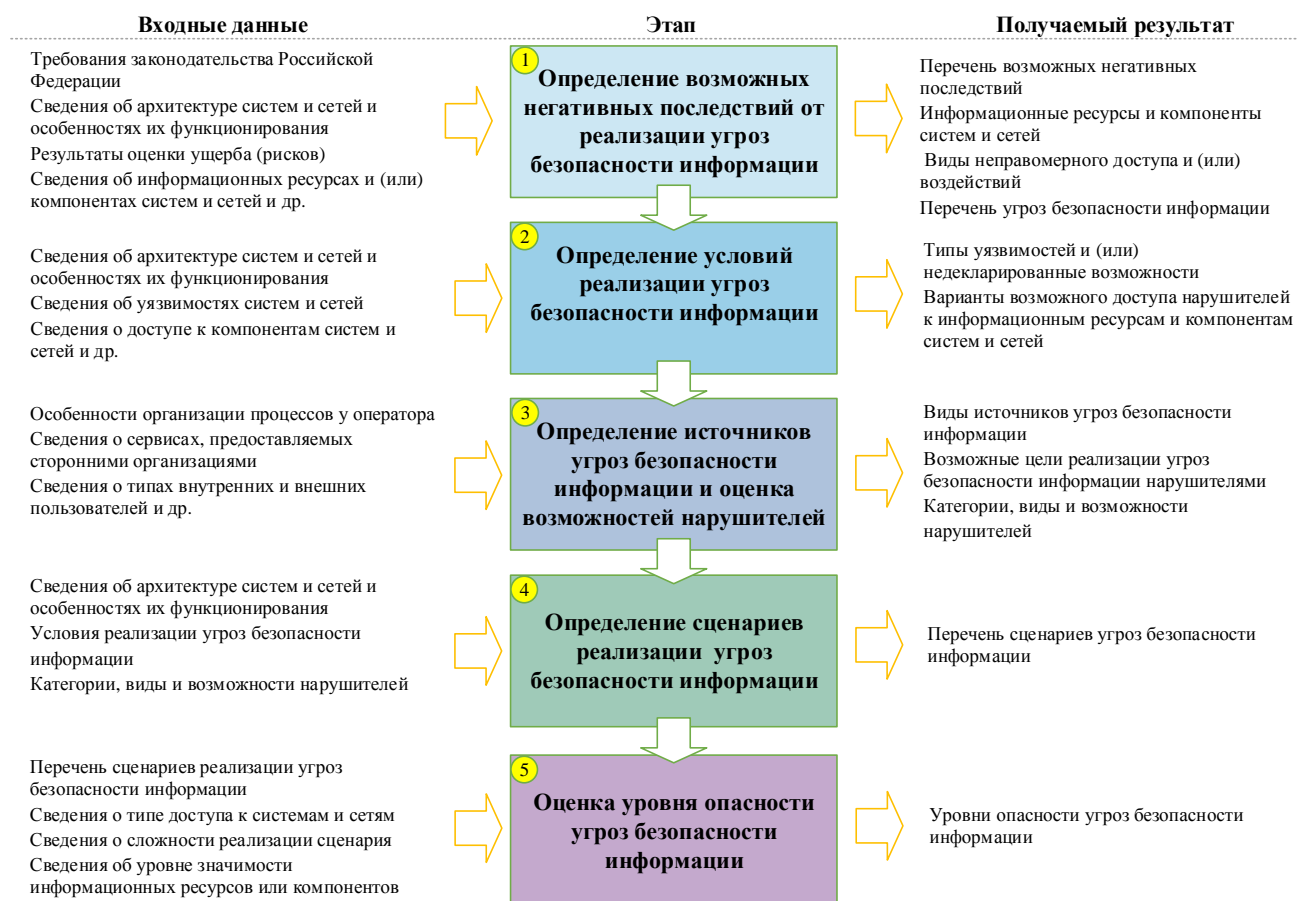 Входные данные
Этап
Получаемый результат
Требования законодательства Российской
Федерации
Сведения об архитектуре систем и сетей и
особенностях их функционирования
Результаты оценки ущерба (рисков)
Сведения об информационных ресурсах и (или)
компонентах систем и сетей и др.
1
Определение возможных
негативных последствий от
реализации угроз
безопасности информации
Перечень возможных негативных
последствий
Информационные ресурсы и компоненты
систем и сетей
Виды неправомерного доступа и (или)
воздействий
Перечень угроз безопасности информации
Сведения об архитектуре систем и сетей и
особенностях их функционирования
Сведения об уязвимостях систем и сетей
Сведения о доступе к компонентам систем и
сетей и др.
2
Определение условий
реализации угроз
безопасности информации
Типы уязвимостей и (или)
недекларированные возможности
Варианты возможного доступа нарушителей
к информационным ресурсам и компонентам
систем и сетей
Особенности организации процессов у оператора
Сведения о сервисах, предоставляемых
сторонними организациями
Сведения о типах внутренних и внешних
пользователей и др.
3
Определение источников
угроз безопасности
информации и оценка
возможностей нарушителей
Виды источников угроз безопасности
информации
Возможные цели реализации угроз
безопасности информации нарушителями
Категории, виды и возможности
нарушителей
Сведения об архитектуре систем и сетей и
особенностях их функционирования
Условия реализации угроз безопасности
информации
Категории, виды и возможности нарушителей
4
Определение сценариев
реализации угроз
безопасности информации
Перечень сценариев угроз безопасности
информации
Перечень сценариев реализации угроз
безопасности информации
Сведения о типе доступа к системам и сетям
Сведения о сложности реализации сценария
Сведения об уровне значимости
информационных ресурсов или компонентов
5
Оценка уровня опасности
угроз безопасности
информации
Уровни опасности угроз безопасности
информации